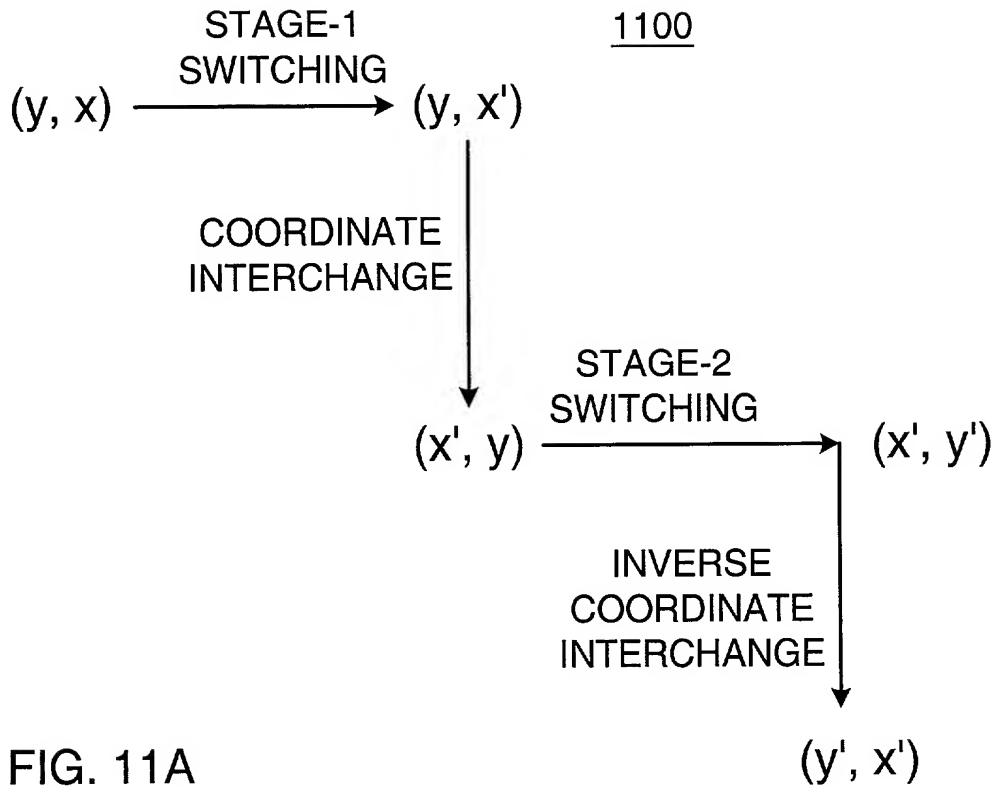 STAGE-1
SWITCHING
1100
(y, x)
(y, x')
COORDINATE
INTERCHANGE
STAGE-2
SWITCHING
(x', y)
(x', y')
INVERSE
COORDINATE
INTERCHANGE
(y', x')
FIG. 11A